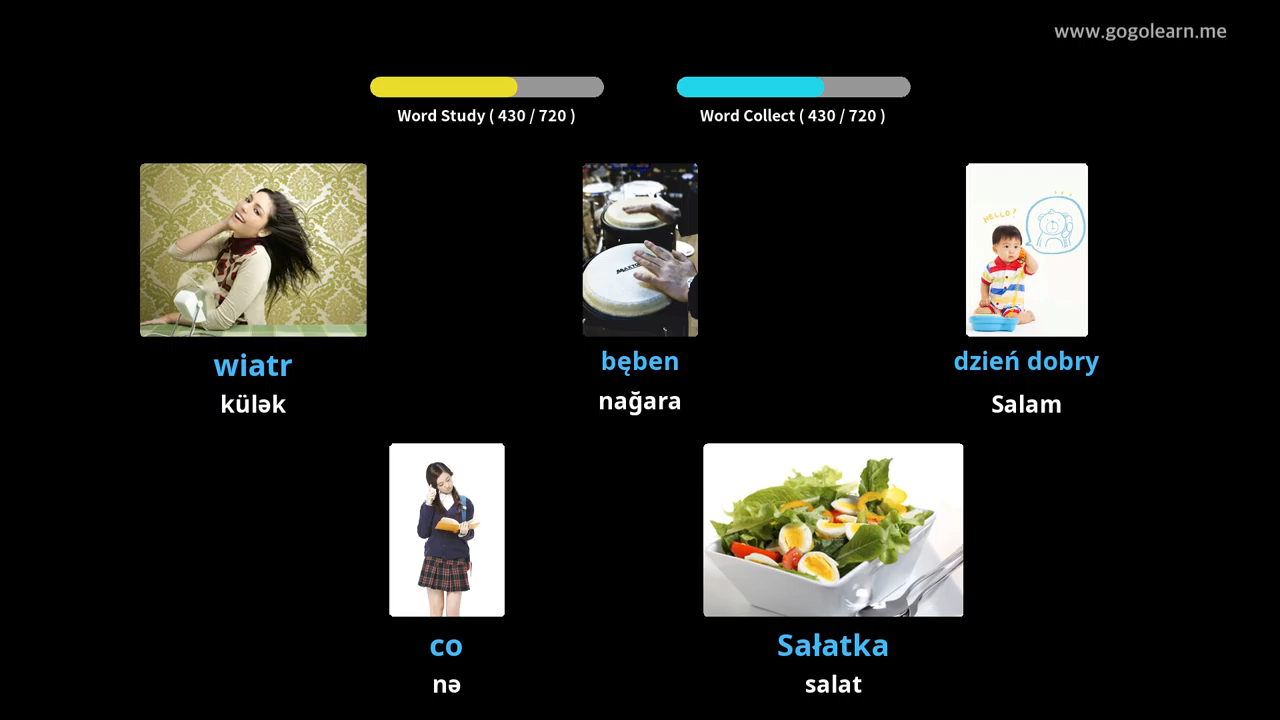 www.gogolearn.me
Word Study ( 430 / 720 )
Word Collect ( 430 / 720 )
HELLO?
wiatr
bęben
dzień dobry
külək
nağara
Salam
co
Sałatka
nə
salat